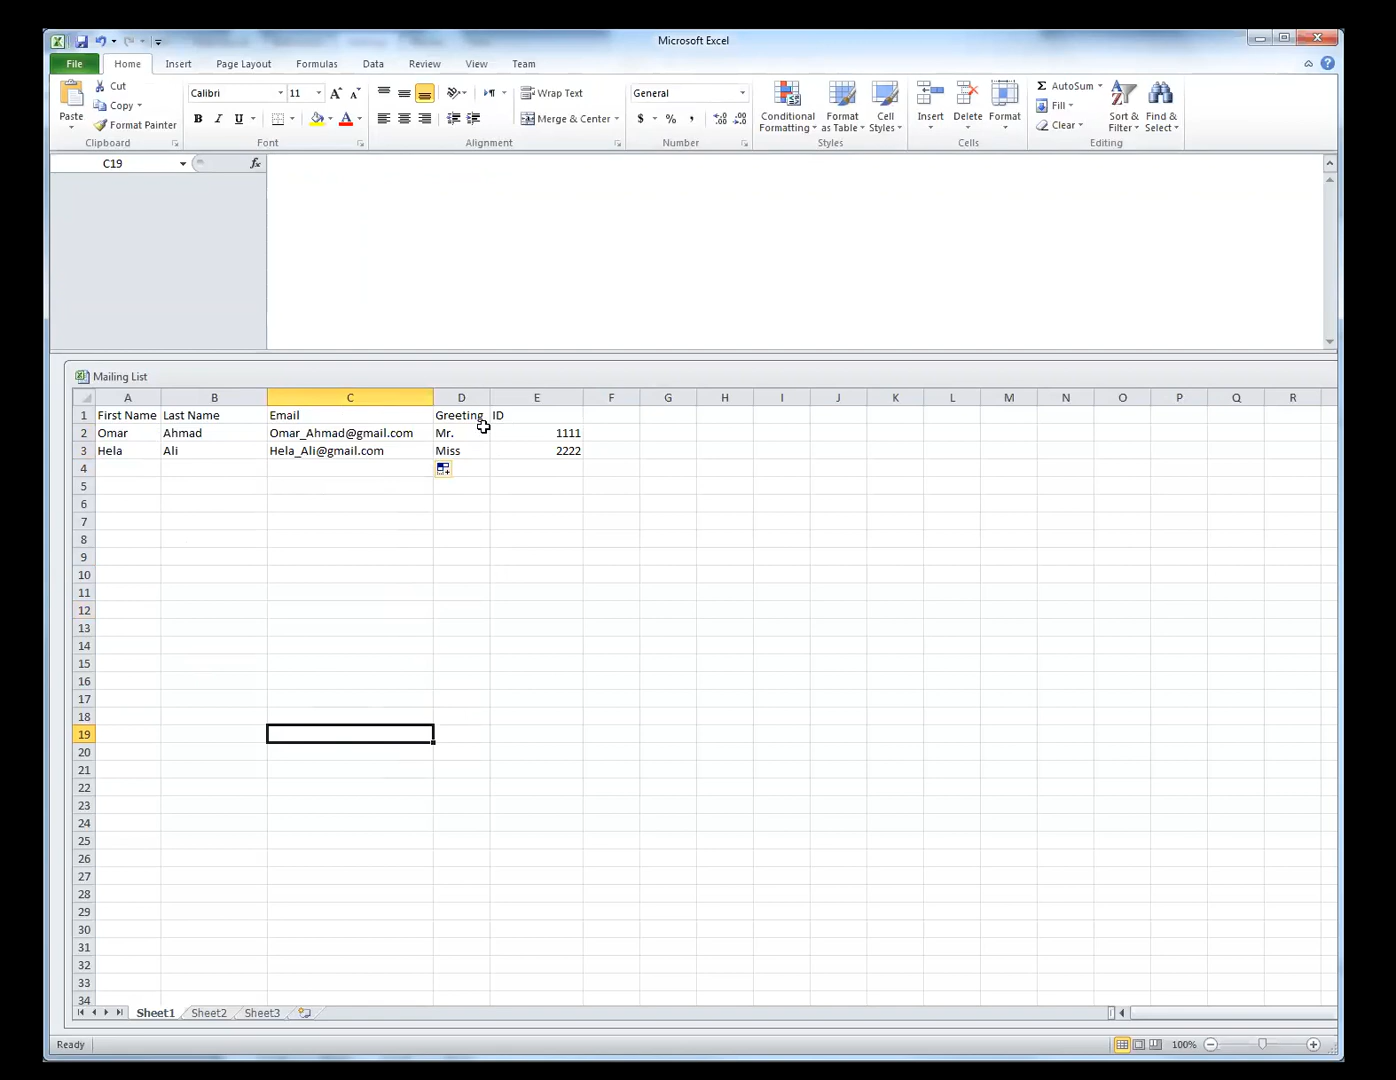 Microsoft Excel
File Home Insert Page Layout Formulas Data Review View Team
Paste
Cut
Copy
Format Painter
Clipboard
Calibri 11
B I U
Font
Wrap Text
Merge & Center
Alignment
General
$ % ,
Number
Conditional Formatting
Format as Table
Cell Styles
Styles
Insert Delete Format
Cells
Σ AutoSum
Fill
Clear
Sort & Filter
Find & Select
Editing
C19 fx
Mailing List
A B C D E F G H I J K L M N O P Q R
1 First Name Last Name Email Greeting ID
2 Omar Ahmad Omar_Ahmad@gmail.com Mr. 1111
3 Hela Ali Hela_Ali@gmail.com Miss 2222
4
5
6
7
8
9
10
11
12
13
14
15
16
17
18
19
20
21
22
23
24
25
26
27
28
29
30
31
32
33
34
Sheet1 Sheet2 Sheet3
Ready 100%